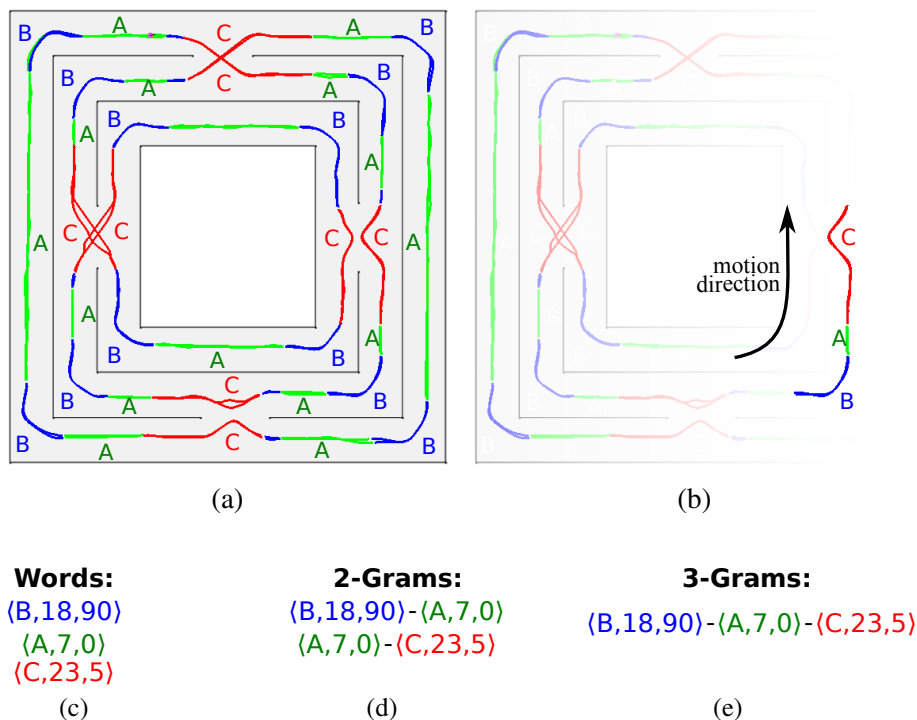 B A C A B
B A C A B
A B B
A
A C C C C A
A
A
B A B
C
B A A B
B A C A B
C
motion
direction
A
B
(a)
(b)
Words:
⟨B,18,90⟩
⟨A,7,0⟩
⟨C,23,5⟩
(c)
2-Grams:
⟨B,18,90⟩-⟨A,7,0⟩
⟨A,7,0⟩-⟨C,23,5⟩
(d)
3-Grams:
⟨B,18,90⟩-⟨A,7,0⟩-⟨C,23,5⟩
(e)